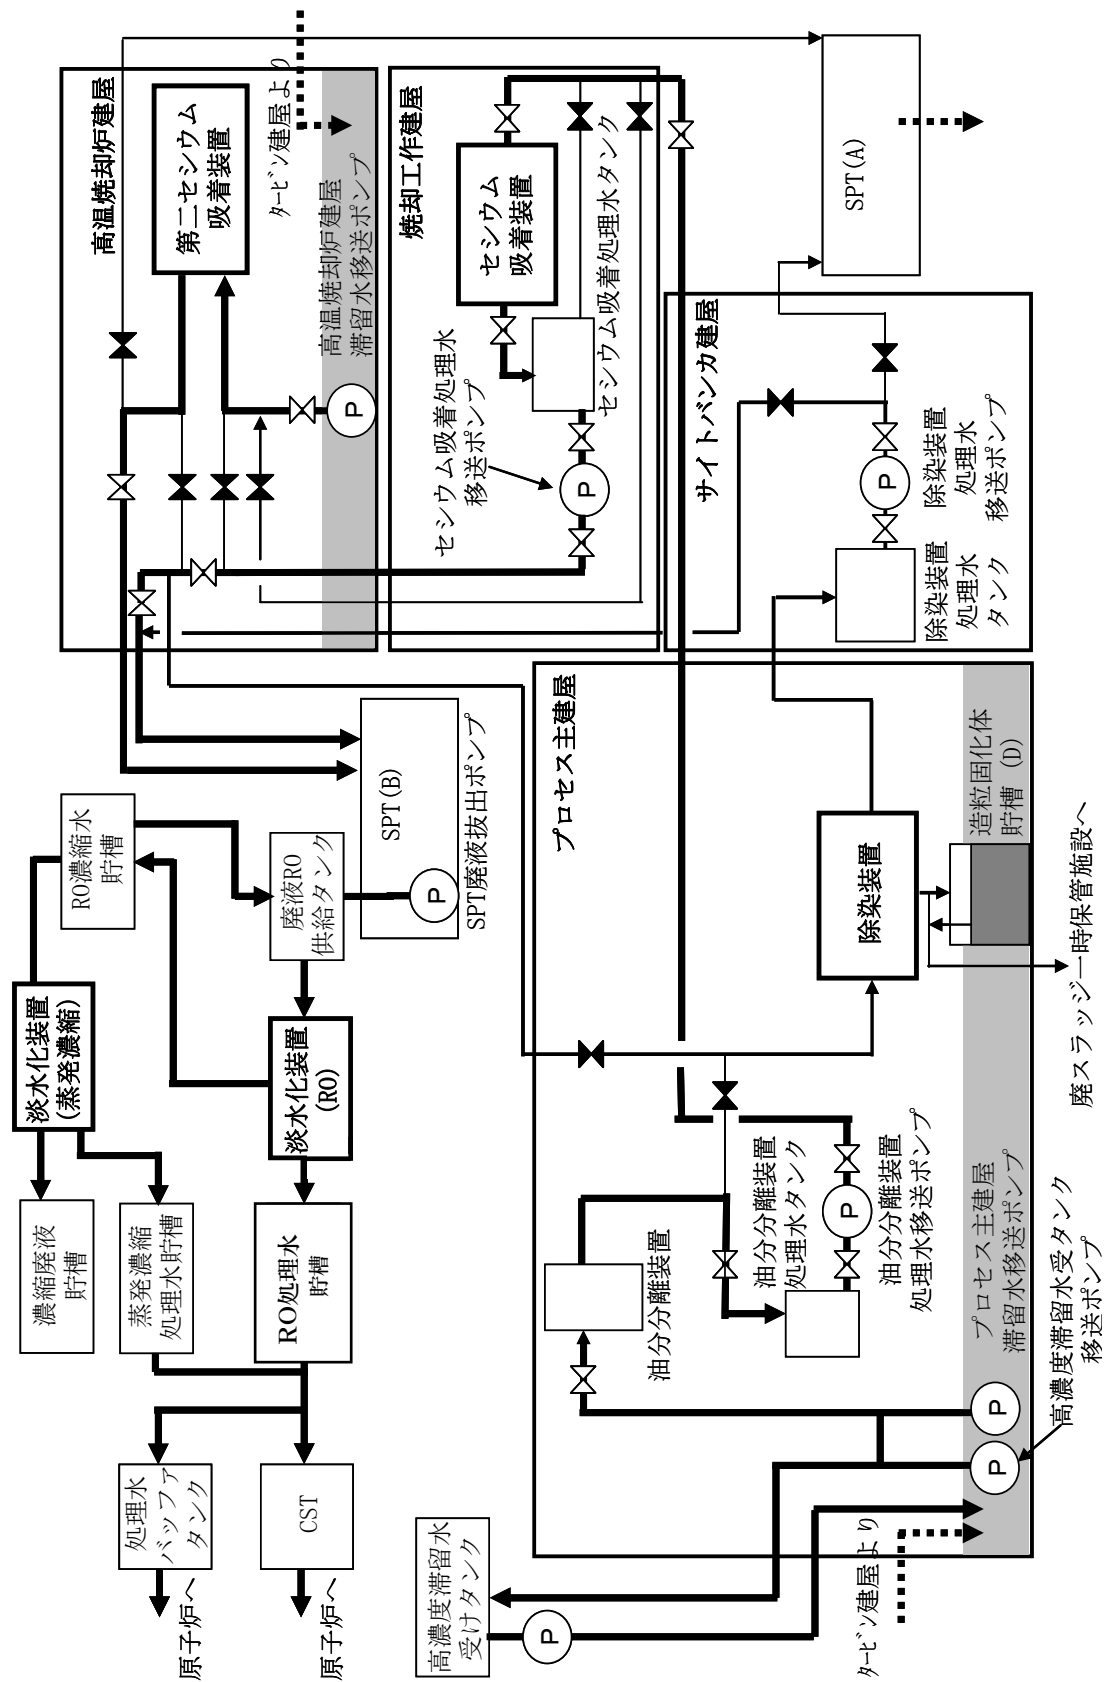 原子炉へ
処理水
バッファ
タンク
濃縮廃液
貯槽
蒸発濃縮
処理水貯槽
淡水化装置
(蒸発濃縮)
RO濃縮水
貯槽
原子炉へ
CST
RO処理水
貯槽
淡水化装置
(RO)
廃液RO
供給タンク
SPT(B)
P
SPT廃液抜出ポンプ
高温焼却炉建屋
第二セシウム
吸着装置
タービン建屋より
高温焼却炉建屋
滞留水移送ポンプ
P
焼却工作建屋
セシウム
吸着装置
セシウム吸着処理水タンク
セシウム吸着処理水
移送ポンプ
P
サイトバンカ建屋
除染装置
処理水
移送ポンプ
P
除染装置
処理水
タンク
SPT(A)
高濃度滞留水
受けタンク
P
プロセス主建屋
油分分離装置
油分分離装置
処理水タンク
P
油分分離装置
処理水移送ポンプ
除染装置
造粒固化体
貯槽(D)
廃スラッジ一時保管施設へ
タービン建屋より
プロセス主建屋
滞留水移送ポンプ
P
P
高濃度滞留水受タンク
移送ポンプ